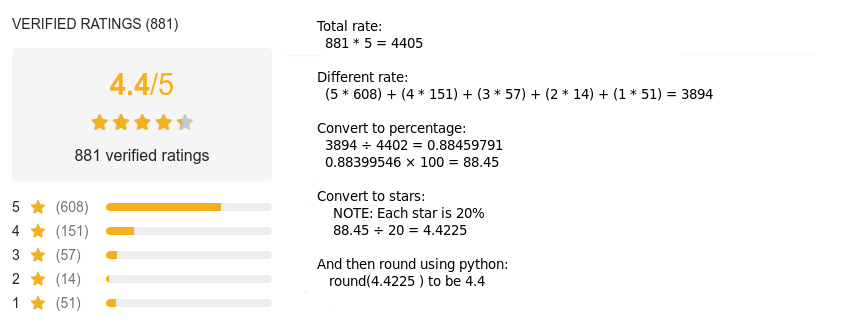 VERIFIED RATINGS (881)
4.4/5
881 verified ratings
5 (608)
4 (151)
3 (57)
2 (14)
1 (51)
Total rate:
881 * 5 = 4405
Different rate:
(5 * 608) + (4 * 151) + (3 * 57) + (2 * 14) + (1 * 51) = 3894
Convert to percentage:
3894 ÷ 4402 = 0.88459791
0.88399546 × 100 = 88.45
Convert to stars:
NOTE: Each star is 20%
88.45 ÷ 20 = 4.4225
And then round using python:
round(4.4225 ) to be 4.4